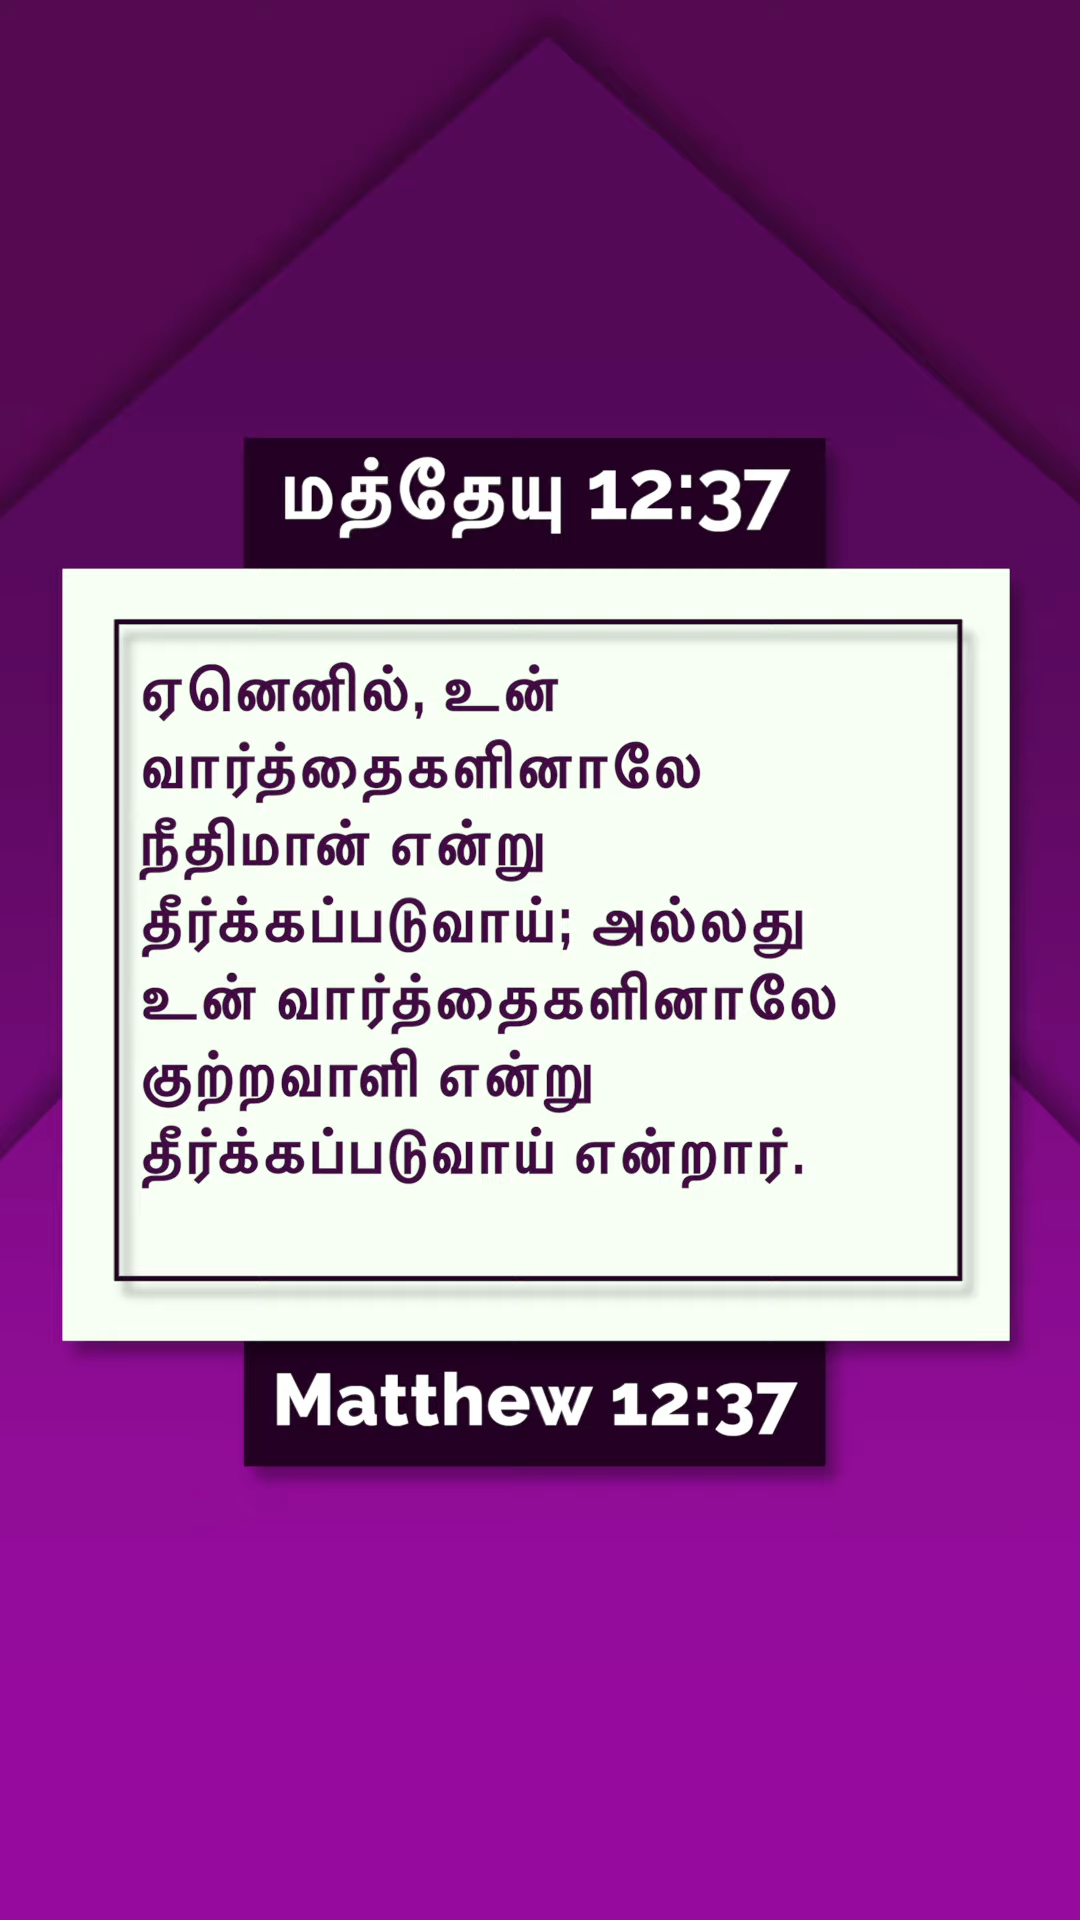 மத்தேயு 12:37
ஏனெனில், உன்
வார்த்தைகளினாலே
நீதிமான் என்று
தீர்க்கப்படுவாய்; அல்லது
உன் வார்த்தைகளினாலே
குற்றவாளி என்று
தீர்க்கப்படுவாய் என்றார்.
Matthew 12:37